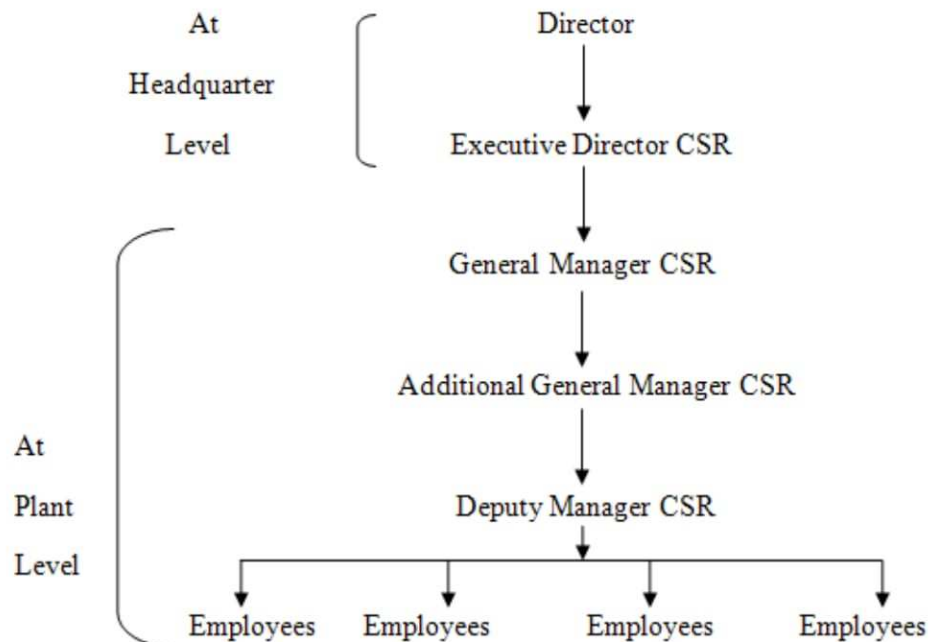 At
Headquarter
Level
Director
Executive Director CSR
General Manager CSR
Additional General Manager CSR
At
Plant
Level
Deputy Manager CSR
Employees Employees Employees Employees